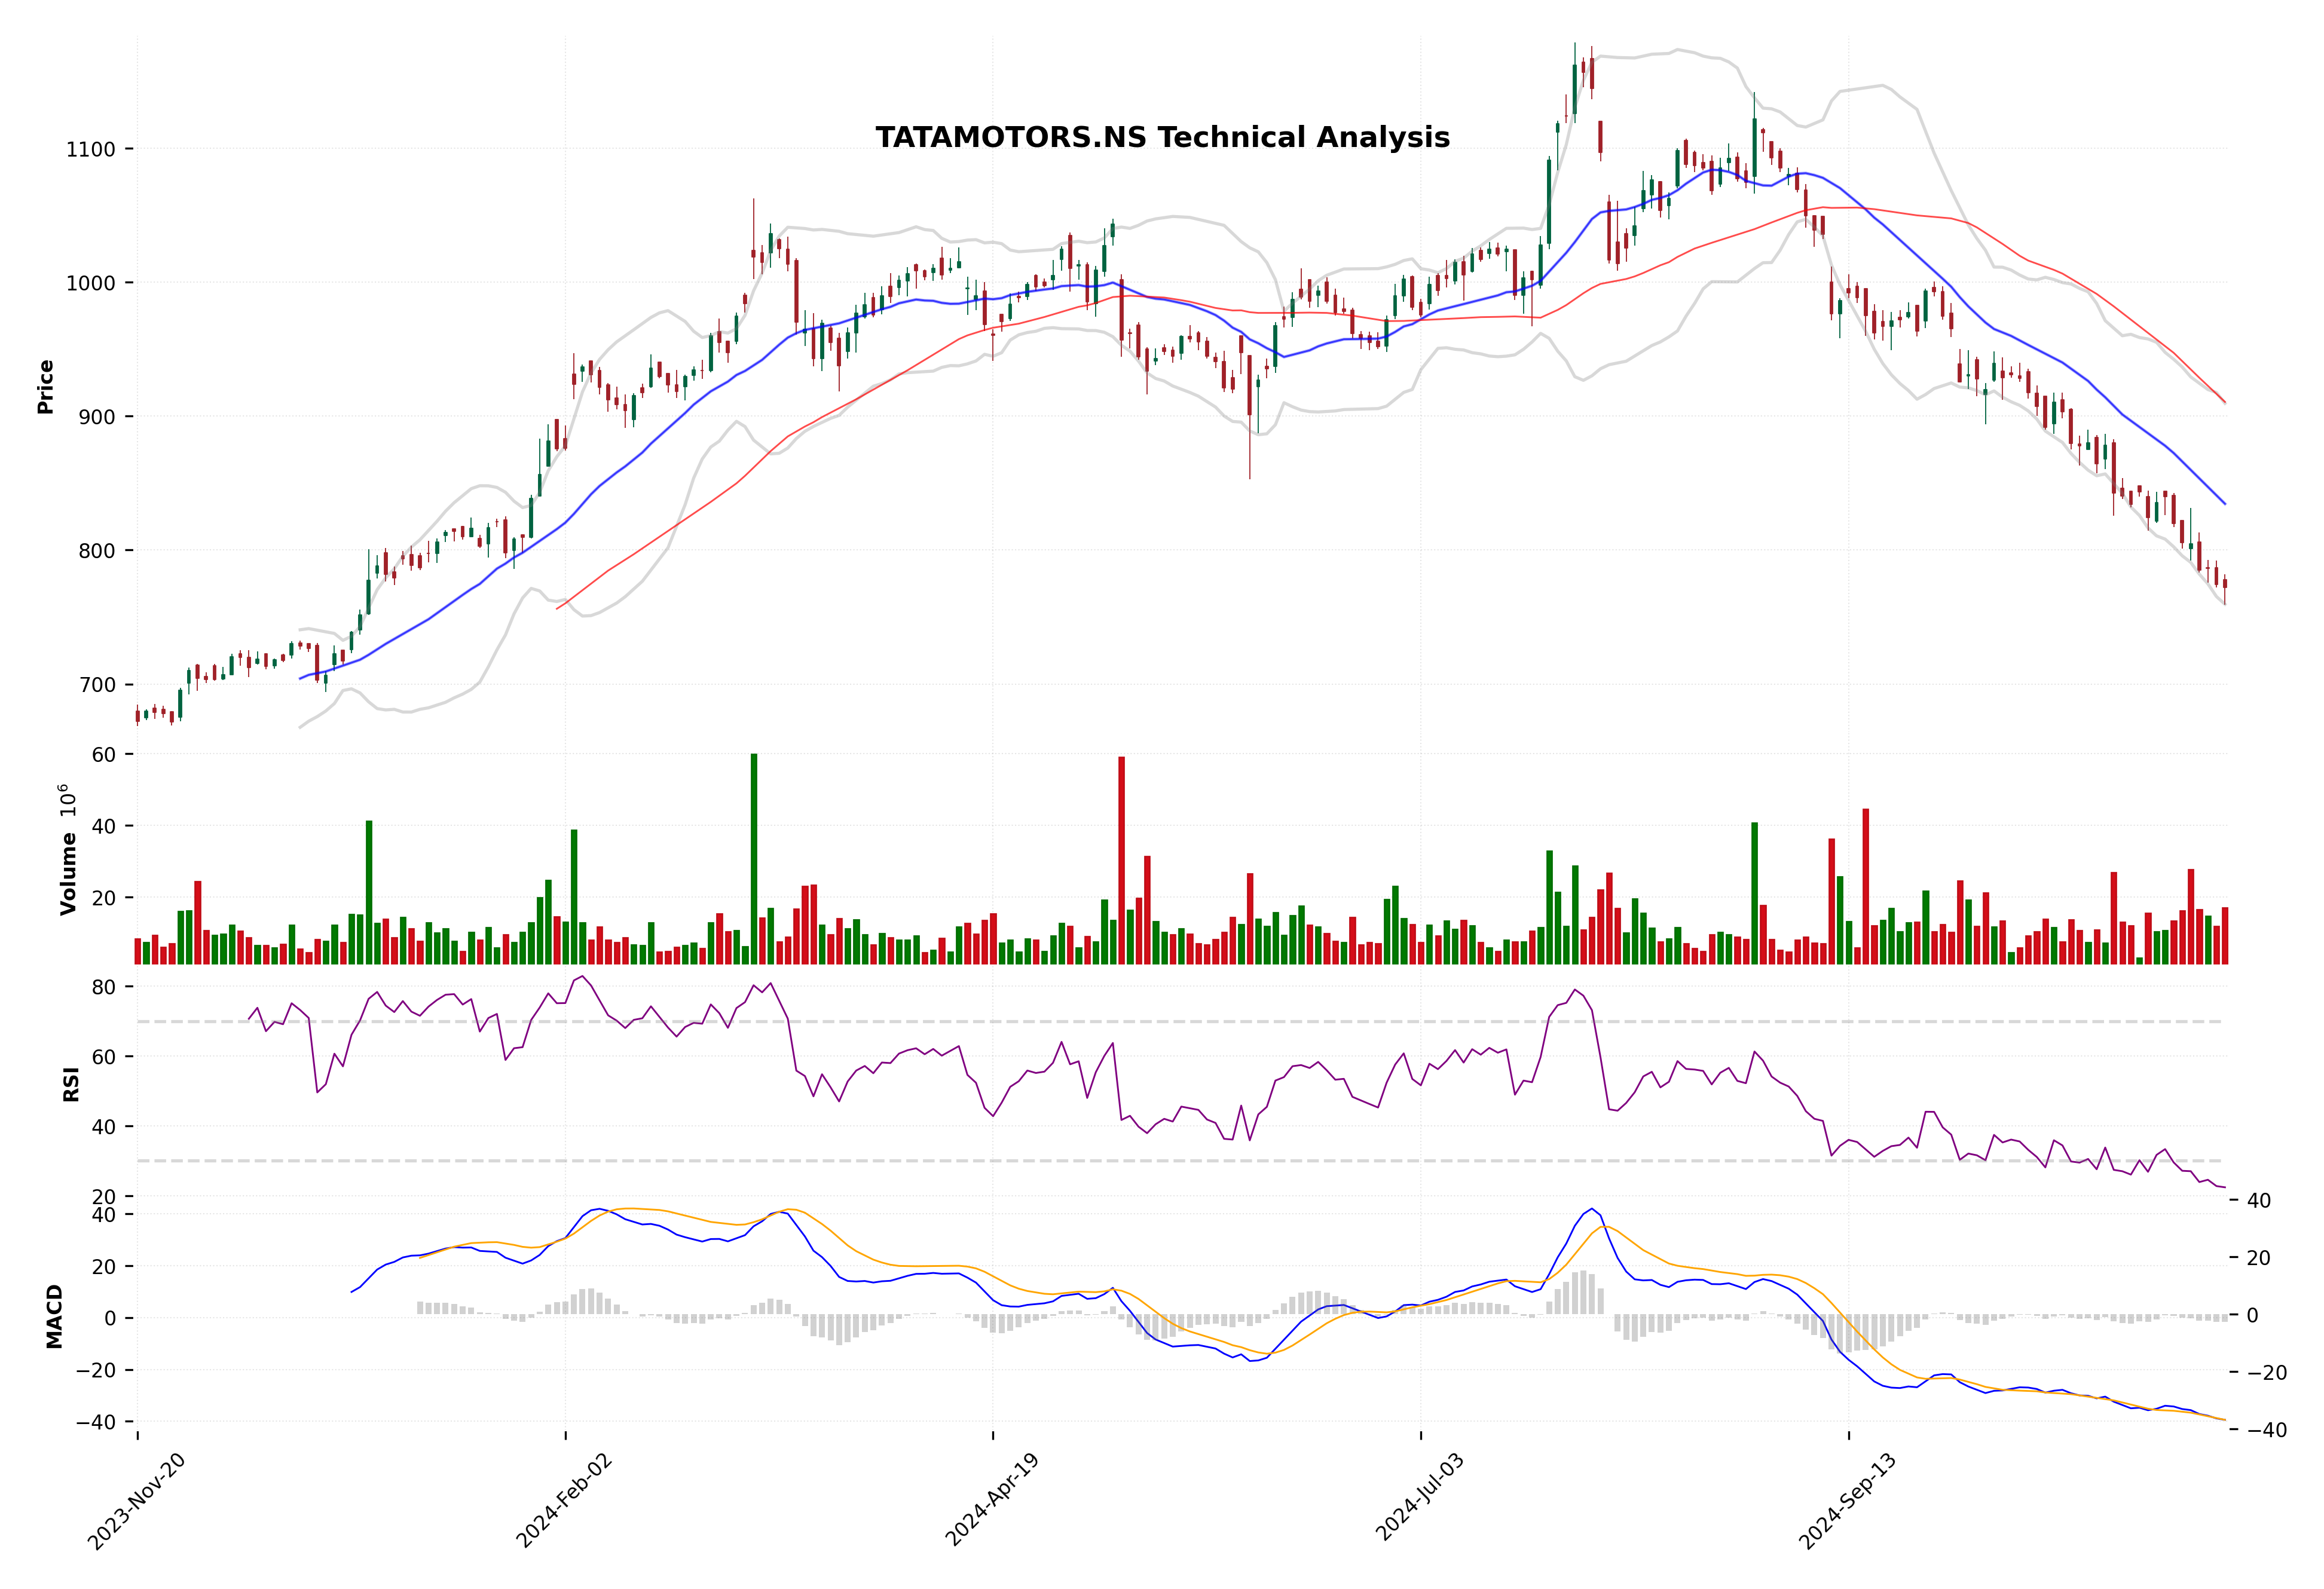 TATAMOTORS.NS Technical Analysis
Price
1100
1000
900
800
700
Volume 10^6
60
40
20
RSI
80
60
40
20
MACD
40
20
0
−20
−40
40
20
0
−20
−40
2023-Nov-20
2024-Feb-02
2024-Apr-19
2024-Jul-03
2024-Sep-13